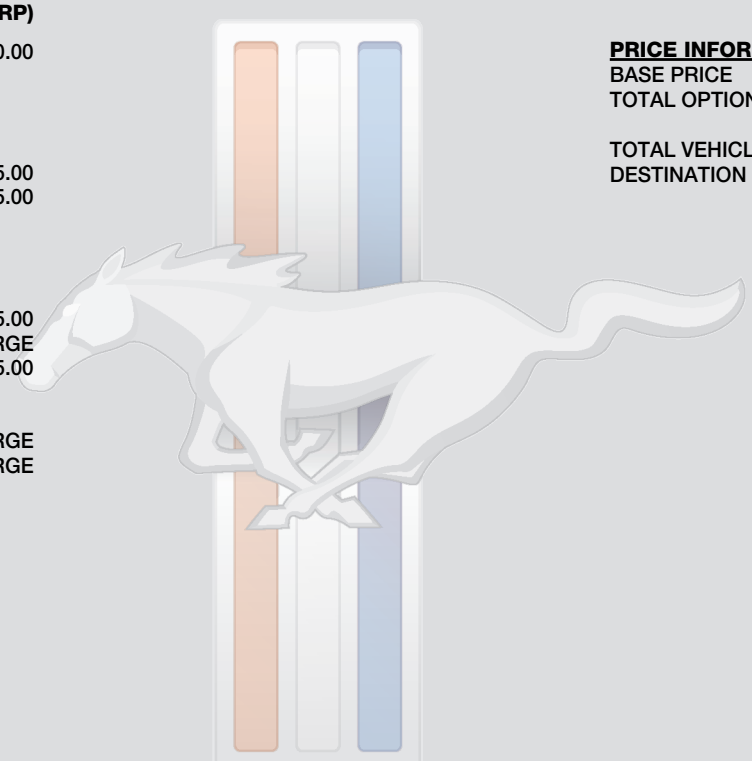 RP)
0.00
5.00
5.00
5.00
RGE
5.00
RGE
RGE
PRICE INFOR
BASE PRICE
TOTAL OPTION
TOTAL VEHICL
DESTINATION